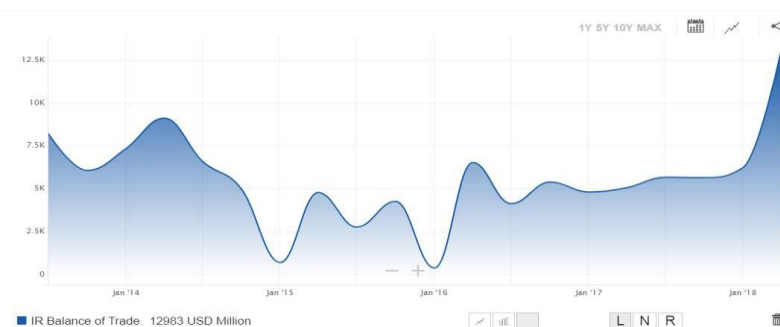 1Y 5Y 10Y MAX
12.5K
10K
7.5K
5K
2.5K
0
Jan '14 Jan '15 Jan '16 Jan '17 Jan '18
IR Balance of Trade 12983 USD Million
L N R